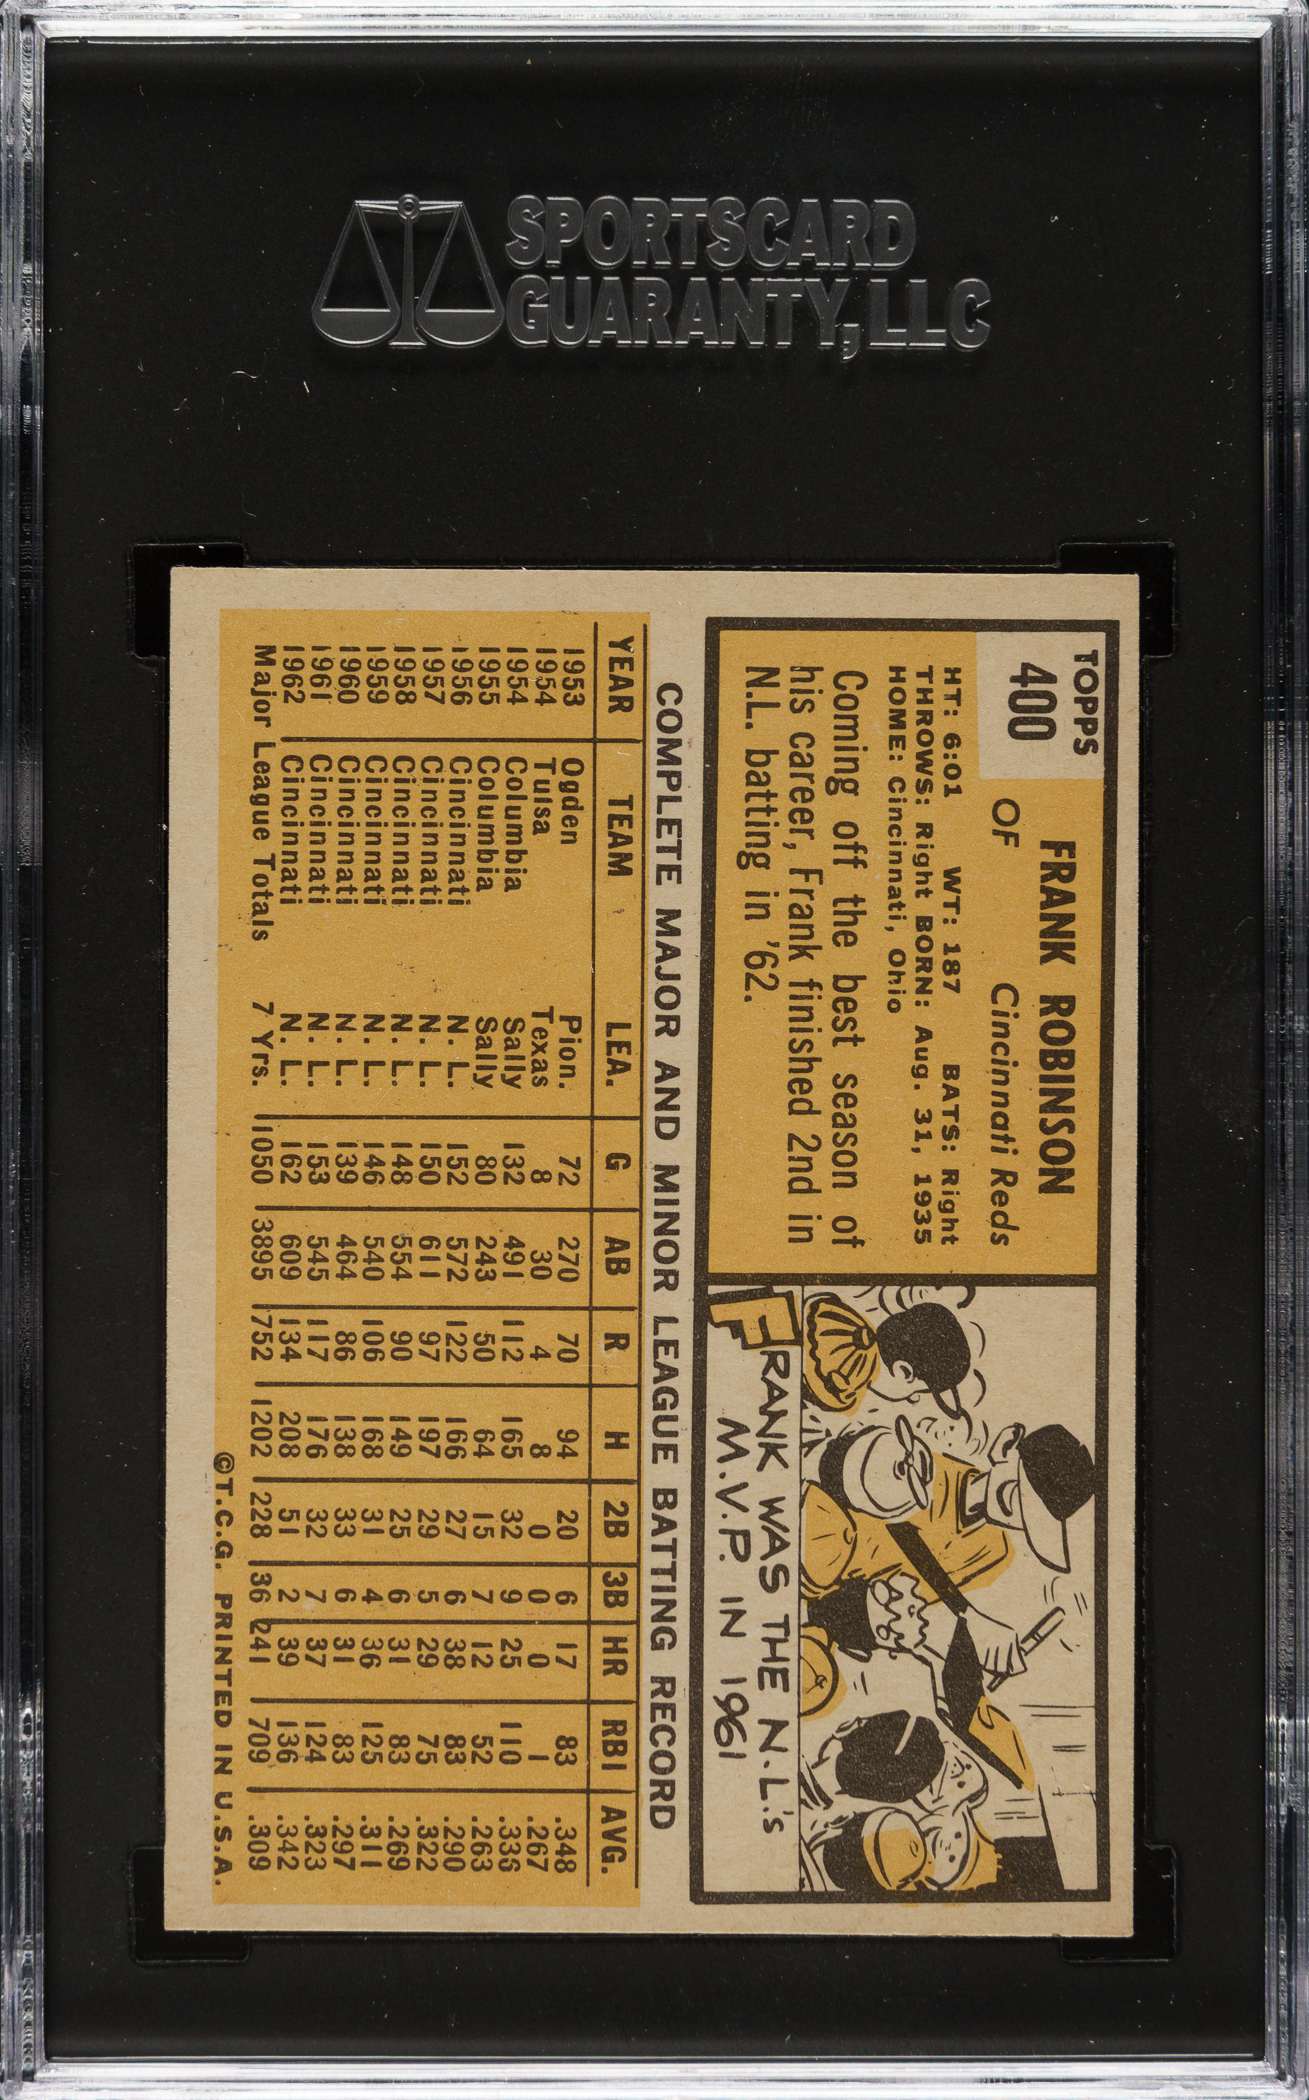 SPORTSCARD
GUARANTY, LLC
TOPPS
400
FRANK ROBINSON
OF Cincinnati Reds
HT: 6:01 WT: 187 BATS: Right
THROWS: Right BORN: Aug. 31, 1935
HOME: Cincinnati, Ohio
Coming off the best season of
his career, Frank finished 2nd in
N.L. batting in '62.
FRANK WAS THE N.L.'s
M.V.P. IN 1961
COMPLETE MAJOR AND MINOR LEAGUE BATTING RECORD
YEAR TEAM LEA. G AB R H 2B 3B HR RBI AVG.
1953 Ogden Pion. 72 270 70 94 20 6 17 83 .348
1954 Tulsa Texas 8 30 4 8 0 0 0 1 .267
1954 Columbia Sally 132 491 112 165 32 9 25 110 .336
1955 Columbia Sally 80 243 50 64 15 7 12 52 .263
1956 Cincinnati N. L. 152 572 122 166 27 6 38 83 .290
1957 Cincinnati N. L. 150 611 97 197 29 5 29 75 .322
1958 Cincinnati N. L. 148 554 90 149 25 6 31 83 .269
1959 Cincinnati N. L. 146 540 106 168 31 4 36 125 .311
1960 Cincinnati N. L. 139 464 86 138 33 6 31 83 .297
1961 Cincinnati N. L. 153 545 117 176 32 7 37 124 .323
1962 Cincinnati N. L. 162 609 134 208 51 2 39 136 .342
Major League Totals 7 Yrs. 1050 3895 752 1202 228 36 241 709 .309
©T.C.G. PRINTED IN U.S.A.